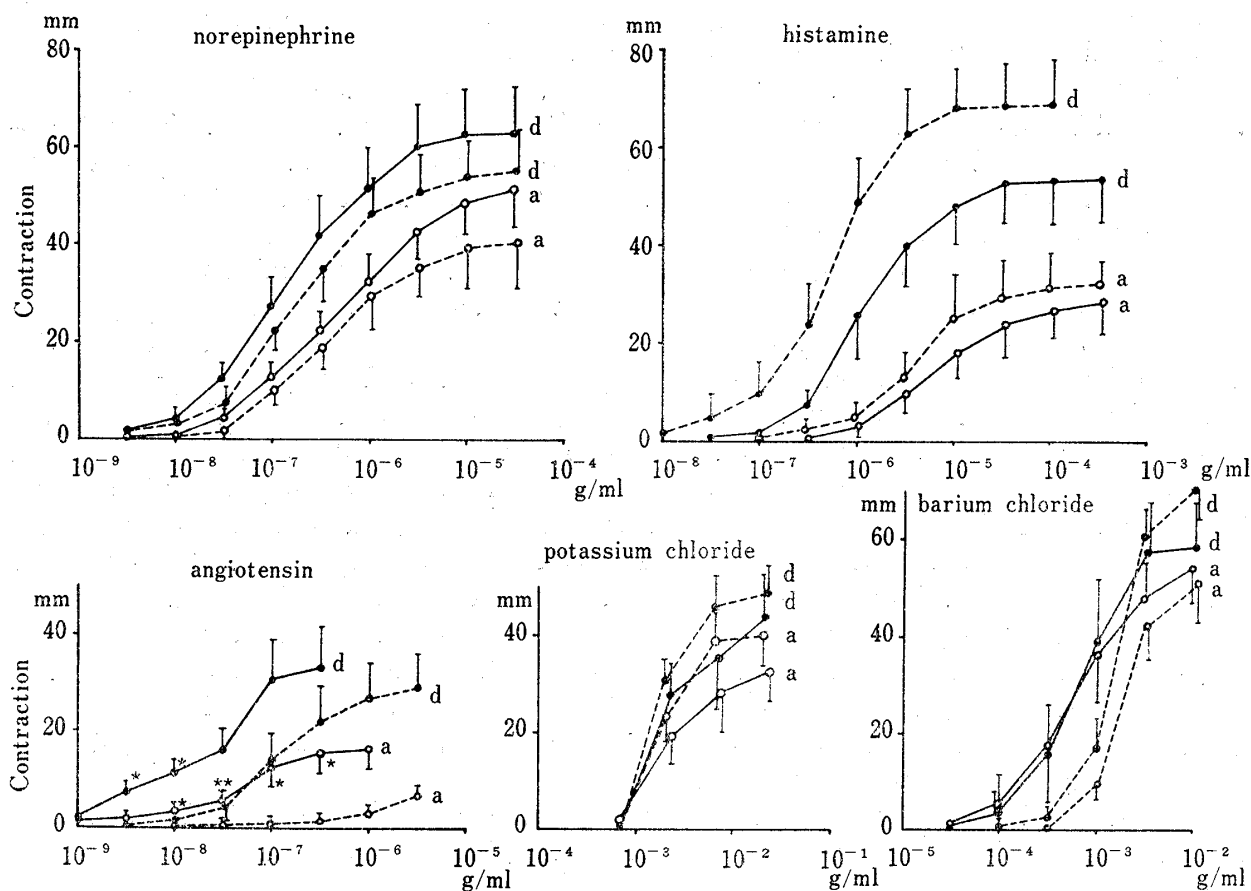 mm
norepinephrine
80
60
40
20
0
Contraction
d
d
a
a
10⁻⁹ 10⁻⁸ 10⁻⁷ 10⁻⁶ 10⁻⁵ 10⁻⁴
g/ml
mm
histamine
80
60
40
20
0
d
d
a
a
10⁻⁸ 10⁻⁷ 10⁻⁶ 10⁻⁵ 10⁻⁴ 10⁻³
g/ml
angiotensin
mm
40
20
0
Contraction
d
d
a
a
* * ** * * *
10⁻⁹ 10⁻⁸ 10⁻⁷ 10⁻⁶ 10⁻⁵
g/ml
potassium chloride
mm
40
20
0
d
d
a
a
10⁻⁴ 10⁻³ 10⁻² 10⁻¹
g/ml
mm barium chloride
60
40
20
0
d
d
a
a
10⁻⁵ 10⁻⁴ 10⁻³ 10⁻²
g/ml